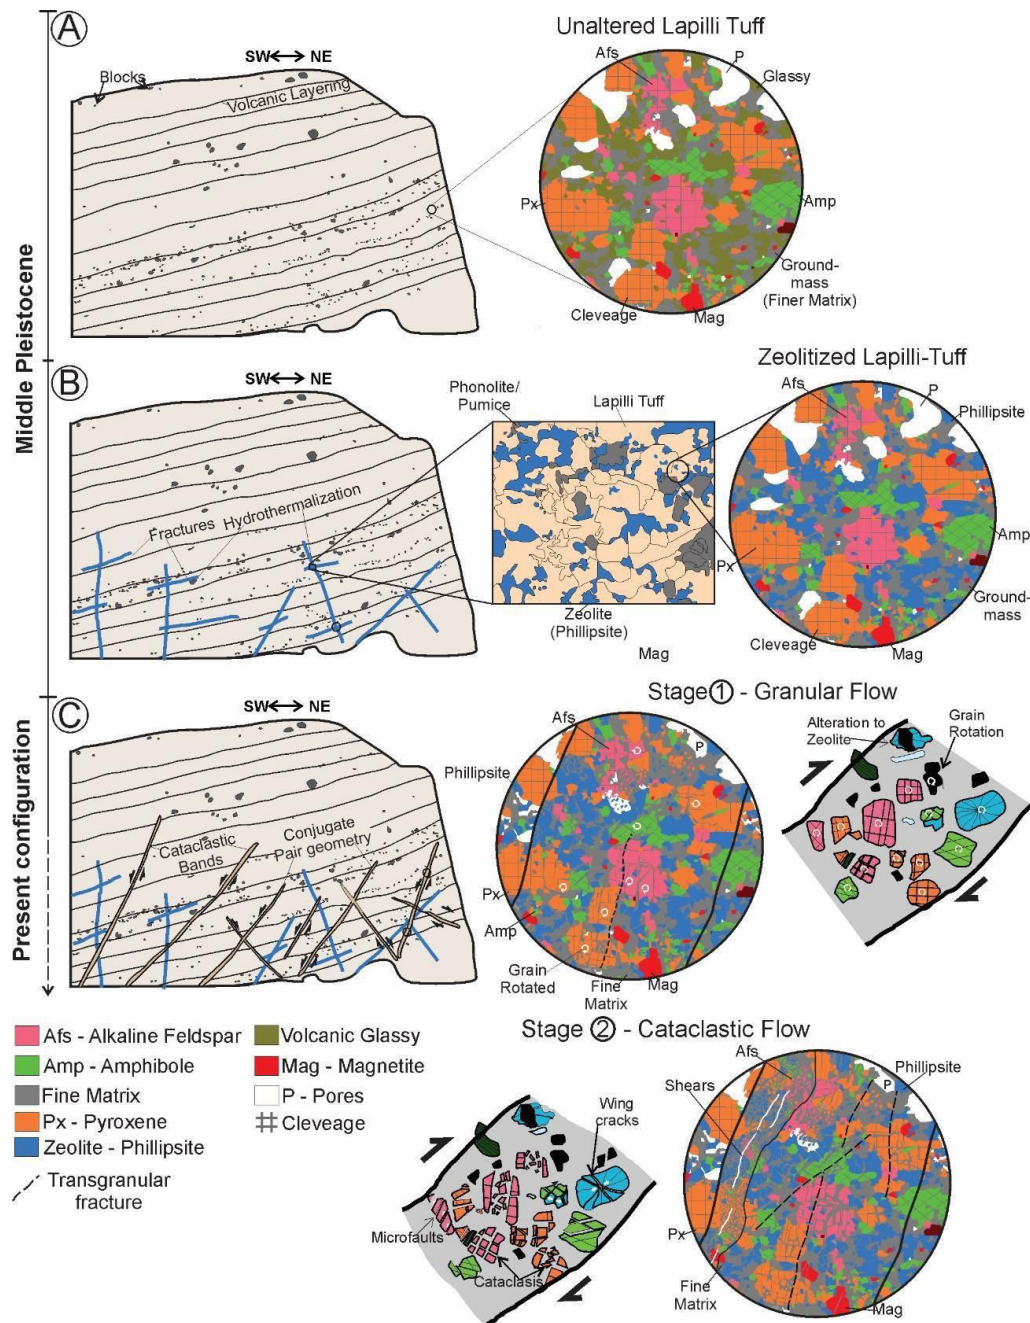 A
SW NE
Blocks
Volcanic Layering
Unaltered Lapilli Tuff
Afs
P
Glassy
Px
Amp
Ground-
mass
(Finer Matrix)
Cleveage
Mag
Middle Pleistocene
B
SW NE
Fractures
Hydrothermalization
Phonolite/
Pumice
Lapilli Tuff
Zeolite
(Phillipsite)
Mag
Zeolitized Lapilli-Tuff
Afs
P
Phillipsite
Px
Amp
Ground-
mass
Cleveage
Mag
Present configuration
C
SW NE
Cataclastic
Bands
Conjugate
Pair geometry
Stage 1 - Granular Flow
Afs
P
Phillipsite
Px
Amp
Grain
Rotated
Fine
Matrix
Mag
Alteration to
Zeolite
Grain
Rotation
Afs - Alkaline Feldspar
Amp - Amphibole
Fine Matrix
Px - Pyroxene
Zeolite - Phillipsite
Transgranular
fracture
Volcanic Glassy
Mag - Magnetite
P - Pores
Cleveage
Stage 2 - Cataclastic Flow
Wing
cracks
Microfaults
Cataclasis
Afs
Shears
Phillipsite
P
Px
Fine
Matrix
Amp
Mag